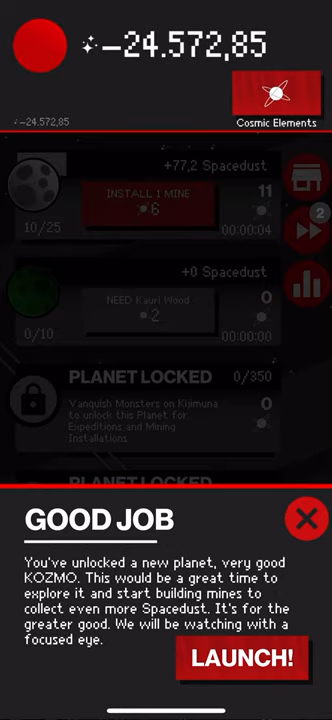 -24.572,85
-24.572,85
Cosmic Elements
+77,2 Spacedust
INSTALL 1 MINE
6
11
10/25
00:00:04
2
+0 Spacedust
NEED Kauri Wood
2
0
0/10
00:00:00
PLANET LOCKED
0/350
Vanquish Monsters on Kijimuna
to unlock this Planet for
Expeditions and Mining
Installations
0
PLANET LOCKED
GOOD JOB
You've unlocked a new planet, very good
KOZMO. This would be a great time to
explore it and start building mines to
collect even more Spacedust. It's for the
greater good. We will be watching with a
focused eye.
LAUNCH!